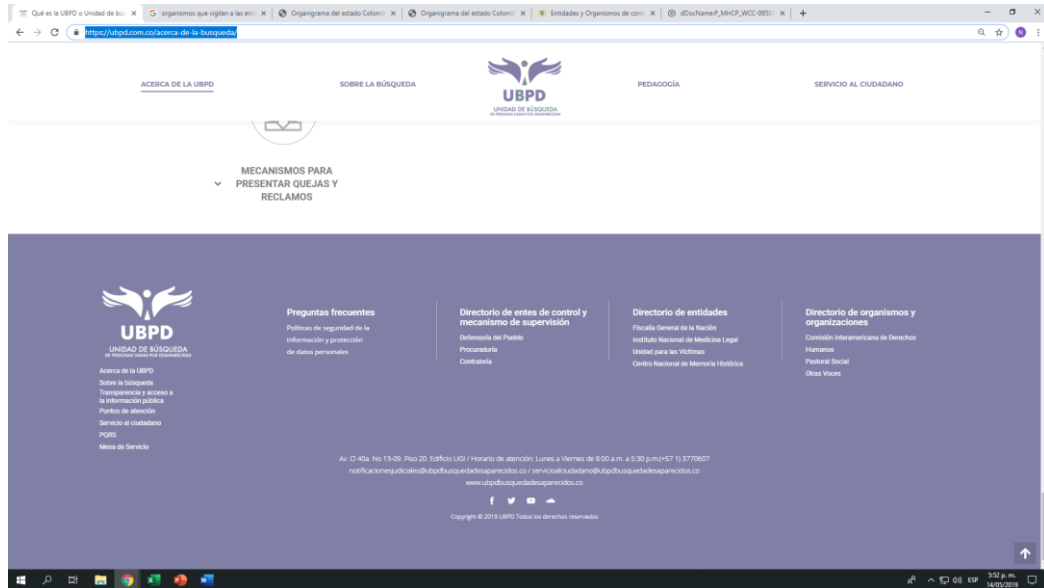 Qué es la UBPD o Unidad de bús
organismos que vigilan a las enti
Organigrama del estado Colomb
Organigrama del estado Colomb
Entidades y Organismos de contr
dDocName:P_MHCP_WCC-0950
https://ubpd.com.co/acerca-de-la-busqueda/
N
ACERCA DE LA UBPD
SOBRE LA BÚSQUEDA
UBPD
UNIDAD DE BÚSQUEDA
DE PERSONAS DADAS POR DESAPARECIDAS
PEDAGOGÍA
SERVICIO AL CIUDADANO
MECANISMOS PARA
PRESENTAR QUEJAS Y
RECLAMOS
UBPD
UNIDAD DE BÚSQUEDA
DE PERSONAS DADAS POR DESAPARECIDAS
Acerca de la UBPD
Sobre la búsqueda
Transparencia y acceso a
la información pública
Puntos de atención
Servicio al ciudadano
PQRS
Mesa de Servicio
Preguntas frecuentes
Políticas de seguridad de la
información y protección
de datos personales
Directorio de entes de control y
mecanismo de supervisión
Defensoría del Pueblo
Procuraduría
Contraloría
Directorio de entidades
Fiscalía General de la Nación
Instituto Nacional de Medicina Legal
Unidad para las Víctimas
Centro Nacional de Memoria Histórica
Directorio de organismos y
organizaciones
Comisión Interamericana de Derechos
Humanos
Pastoral Social
Otras Voces
Av. Cl 40a. No 13-09. Piso 20. Edificio UGI / Horario de atención: Lunes a Viernes de 8:00 a.m. a 5:30 p.m.(+57 1) 3770607
notificacionesjudiciales@ubpdbusquedadesaparecidos.co / servicioalciudadano@ubpdbusquedadesaparecidos.co
www.ubpdbusquedadesaparecidos.co
Copyright © 2019 UBPD Todos los derechos reservados
ESP
5:52 p. m.
14/05/2019